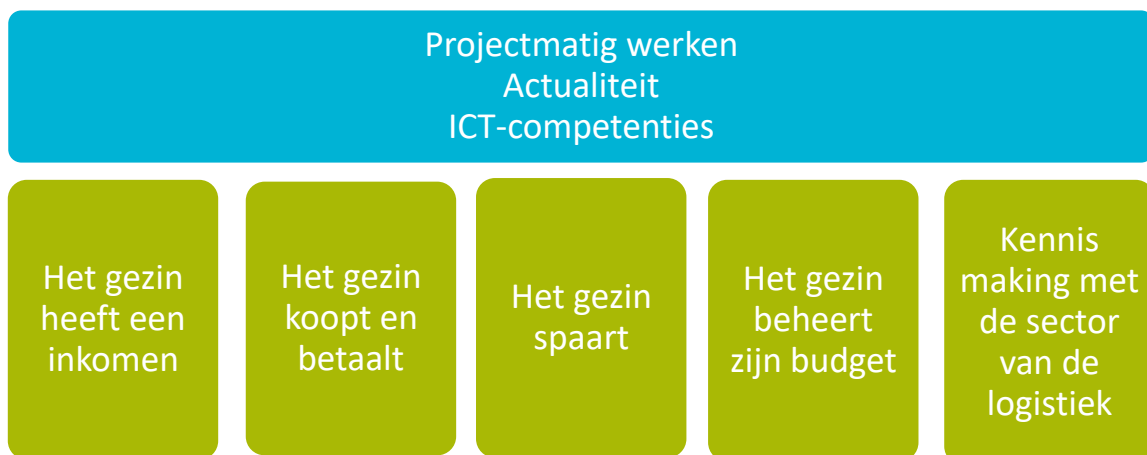 Projectmatig werken
Actualiteit
ICT-competenties
Het gezin
heeft een
inkomen
Het gezin
koopt en
betaalt
Het gezin
spaart
Het gezin
beheert
zijn budget
Kennis
making met
de sector
van de
logistiek